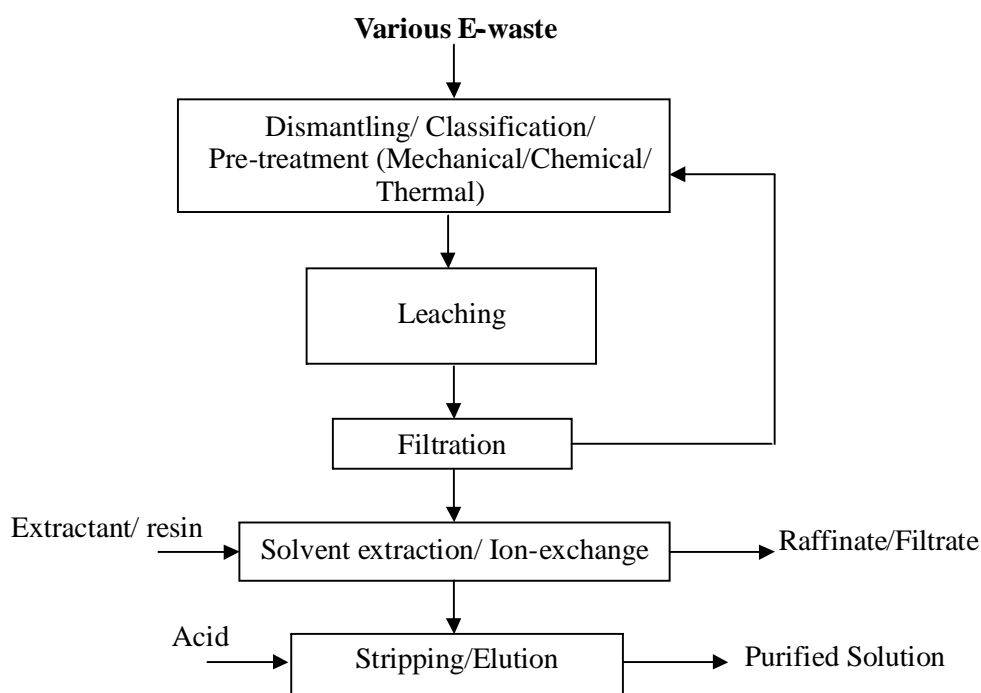 Various E-waste
Dismantling/ Classification/
Pre-treatment (Mechanical/Chemical/
Thermal)
Leaching
Filtration
Extractant/ resin
Solvent extraction/ Ion-exchange
Raffinate/Filtrate
Acid
Stripping/Elution
Purified Solution